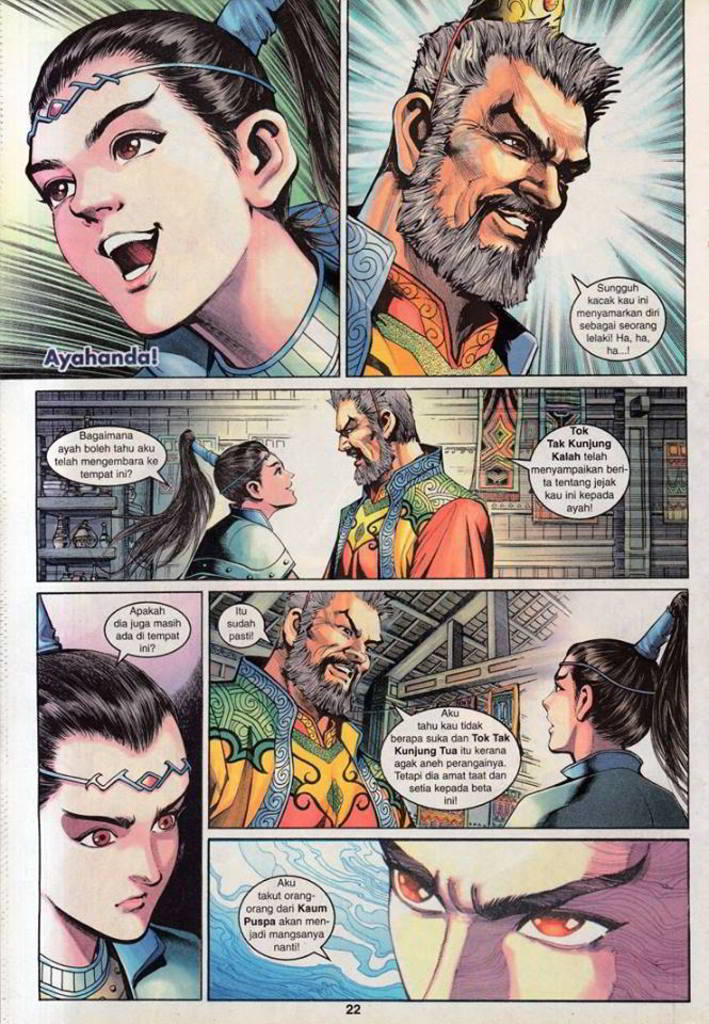 Ayahanda!
Sungguh
kacak kau ini
menyamarkan diri
sebagai seorang
lelaki! Ha, ha,
ha...!
Bagaimana
ayah boleh tahu aku
telah mengembara ke
tempat ini?
Tok
Tak Kunjung
Kalah telah
menyampaikan beri-
ta tentang jejak
kau ini kepada
ayah!
Apakah
dia juga masih
ada di tempat
ini?
Itu
sudah
pasti!
Aku
tahu kau tidak
berapa suka dan Tok Tak
Kunjung Tua itu kerana
agak aneh perangainya.
Tetapi dia amat taat dan
setia kepada beta
ini!
Aku
takut orang-
orang dari Kaum
Puspa akan men-
jadi mangsanya
nanti!
22